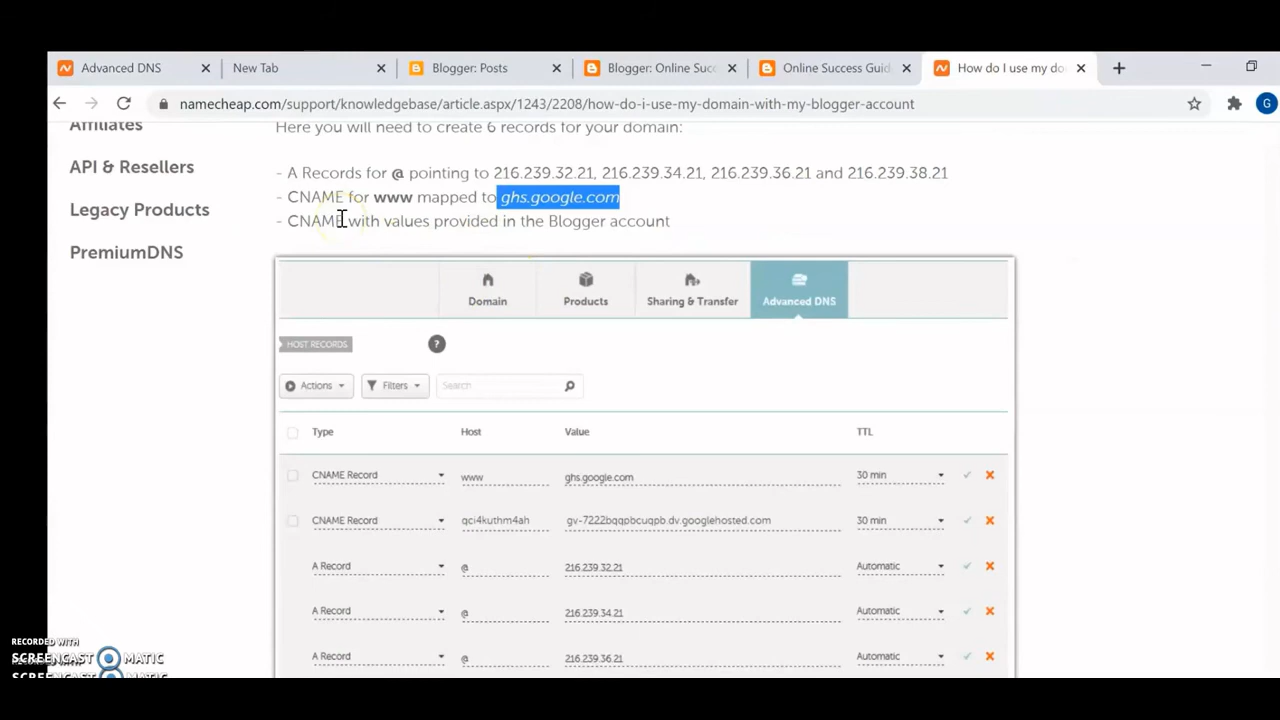 Advanced DNS
New Tab
Blogger: Posts
Blogger: Online Succ
Online Success Guid
How do I use my do
namecheap.com/support/knowledgebase/article.aspx/1243/2208/how-do-i-use-my-domain-with-my-blogger-account
G
Affiliates
API & Resellers
Legacy Products
PremiumDNS
Here you will need to create 6 records for your domain:
- A Records for @ pointing to 216.239.32.21, 216.239.34.21, 216.239.36.21 and 216.239.38.21
- CNAME for www mapped to ghs.google.com
- CNAME with values provided in the Blogger account
Domain
Products
Sharing & Transfer
Advanced DNS
HOST RECORDS
?
Actions
Filters
Search
Type Host Value TTL
CNAME Record www ghs.google.com 30 min
CNAME Record qci4kuthm4ah gv-7222bqqpbcuqpb.dv.googlehosted.com 30 min
A Record @ 216.239.32.21 Automatic
A Record @ 216.239.34.21 Automatic
A Record @ 216.239.36.21 Automatic
RECORDED WITH
SCREENCAST MATIC